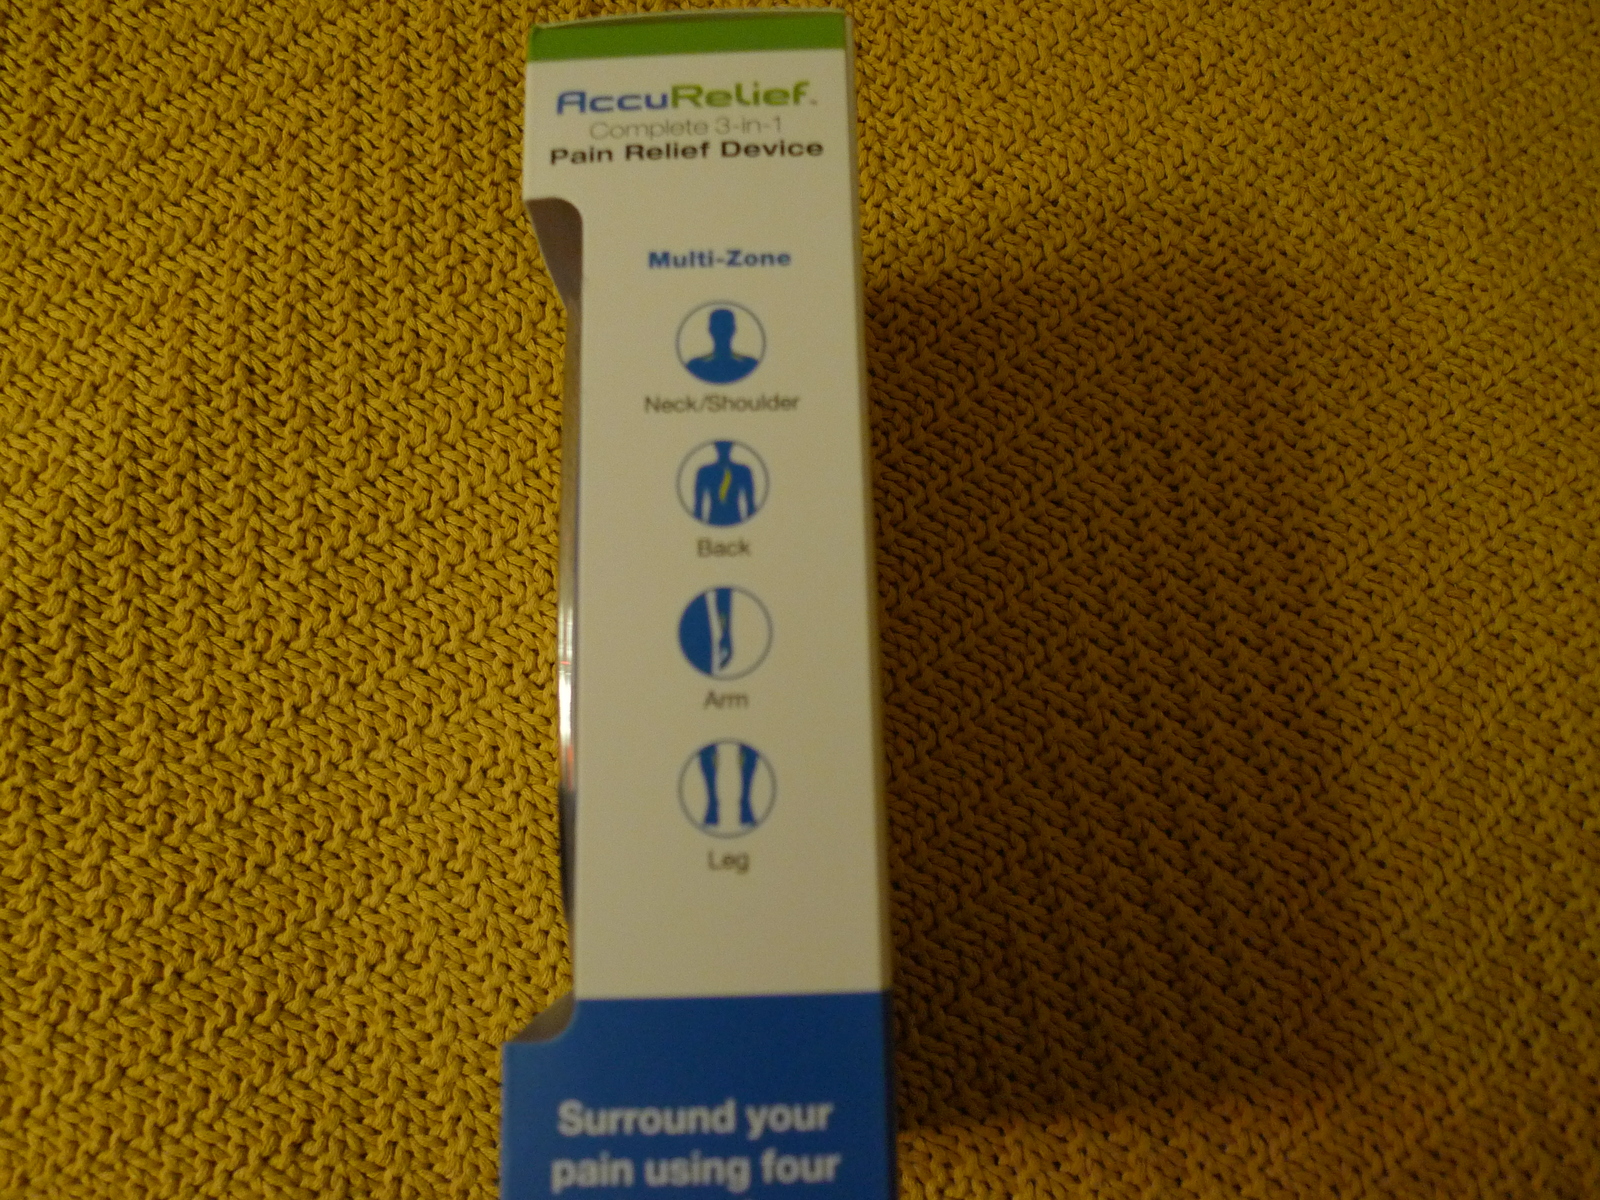 AccuRelief™
Complete 3-in-1
Pain Relief Device
Multi-Zone
Neck/Shoulder
Back
Arm
Leg
Surround your
pain using four